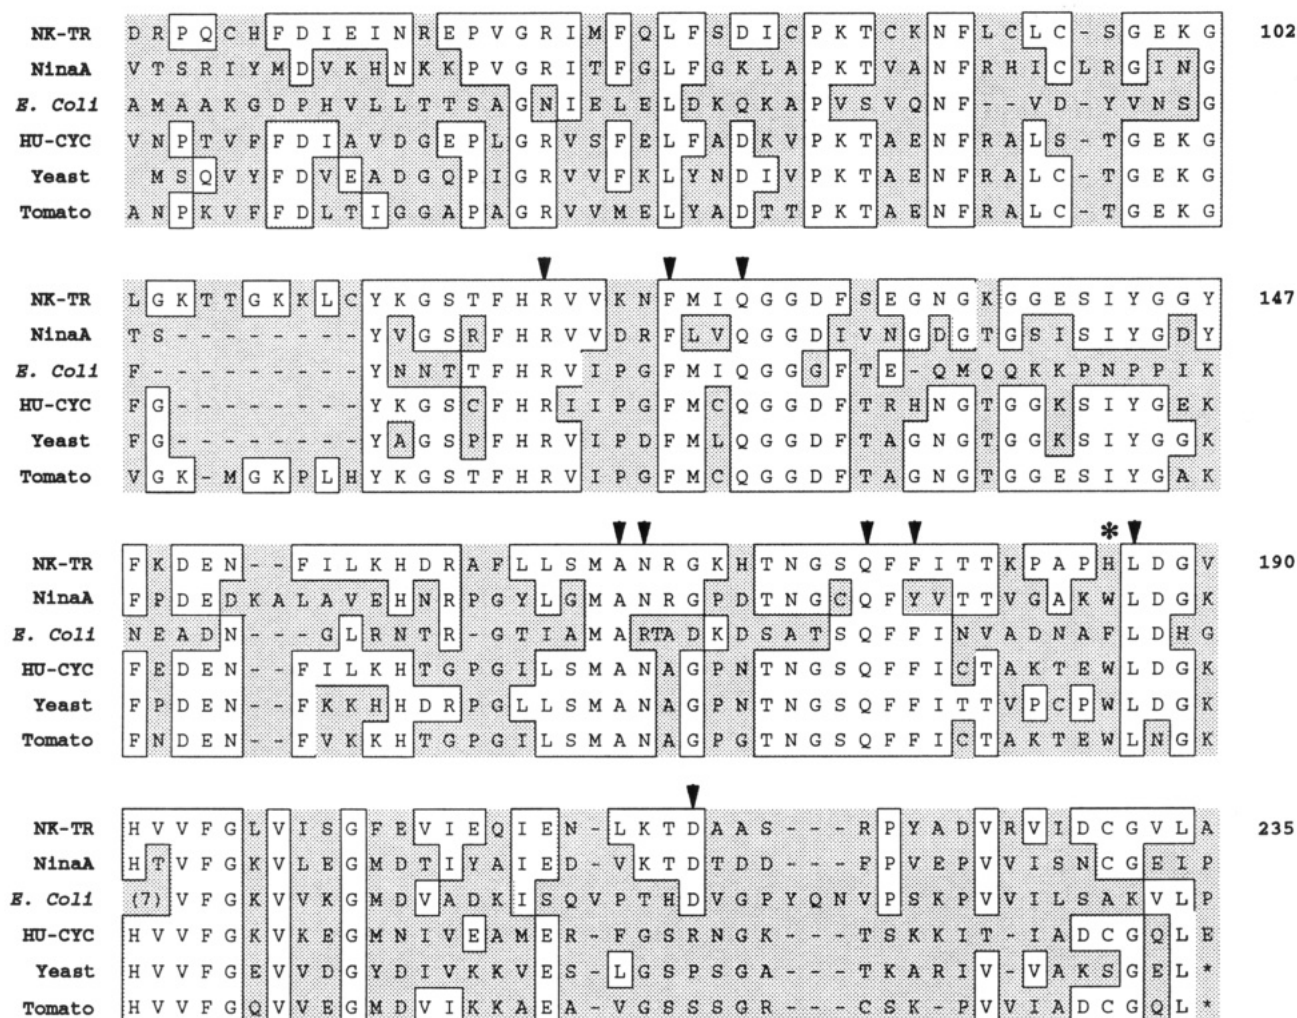 NK-TR D R P Q C H F D I E I N R E P V G R I M F Q L F S D I C P K T C K N F L C L C - S G E K G 102
NinaA V T S R I Y M D V K H N K K P V G R I T F G L F G K L A P K T V A N F R H I C L R G I N G
E. Coli A M A A K G D P H V L L T T S A G N I E L E L D K Q K A P V S V Q N F - - V D - Y V N S G
HU-CYC V N P T V F F D I A V D G E P L G R V S F E L F A D K V P K T A E N F R A L S - T G E K G
Yeast M S Q V Y F D V E A D G Q P I G R V V F K L Y N D I V P K T A E N F R A L C - T G E K G
Tomato A N P K V F F D L T I G G A P A G R V V M E L Y A D T T P K T A E N F R A L C - T G E K G
NK-TR L G K T T G K K L C Y K G S T F H R V V K N F M I Q G G D F S E G N G K G G E S I Y G G Y 147
NinaA T S - - - - - - - - Y V G S R F H R V V D R F L V Q G G D I V N G D G T G S I S I Y G D Y
E. Coli F - - - - - - - - - Y N N T T F H R V I P G F M I Q G G G F T E - Q M Q Q K K P N P P I K
HU-CYC F G - - - - - - - - Y K G S C F H R I I P G F M C Q G G D F T R H N G T G G K S I Y G E K
Yeast F G - - - - - - - - Y A G S P F H R V I P D F M L Q G G D F T A G N G T G G K S I Y G G K
Tomato V G K - M G K P L H Y K G S T F H R V I P G F M C Q G G D F T A G N G T G G E S I Y G A K
*
NK-TR F K D E N - - F I L K H D R A F L L S M A N R G K H T N G S Q F F I T T K P A P H L D G V 190
NinaA F P D E D K A L A V E H N R P G Y L G M A N R G P D T N G C Q F Y V T T V G A K W L D G K
E. Coli N E A D N - - - G L R N T R - G T I A M A R T A D K D S A T S Q F F I N V A D N A F L D H G
HU-CYC F E D E N - - F I L K H T G P G I L S M A N A G P N T N G S Q F F I C T A K T E W L D G K
Yeast F P D E N - - F K K H H D R P G L L S M A N A G P N T N G S Q F F I T T V P C P W L D G K
Tomato F N D E N - - F V K K H T G P G I L S M A N A G P G T N G S Q F F I C T A K T E W L N G K
NK-TR H V V F G L V I S G F E V I E Q I E N - L K T D A A S - - - R P Y A D V R V I D C G V L A 235
NinaA H T V F G K V L E G M D T I Y A I E D - V K T D T D D - - - F P V E P V V I S N C G E I P
E. Coli (7) V F G K V V K G M D V A D K I S Q V P T H D V G P Y Q N V P S K P V V I L S A K V L P
HU-CYC H V V F G K V K E G M N I V E A M E R - F G S R N G K - - - T S K K I T - I A D C G Q L E
Yeast H V V F G E V V D G Y D I V K K V E S - L G S P S G A - - - T K A R I V - V A K S G E L *
Tomato H V V F G Q V V E G M D V I K K A E A - V G S S S G R - - - C S K - P V V I A D C G Q L *